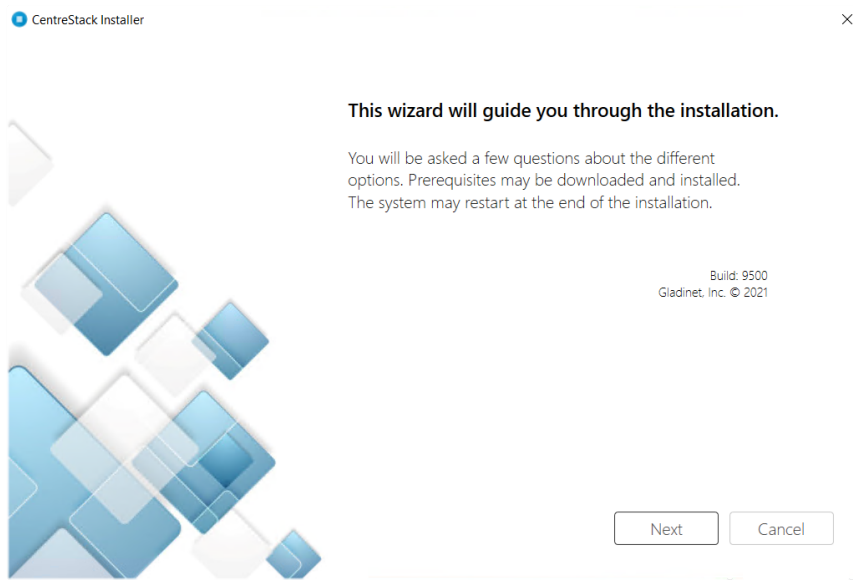 CentreStack Installer
This wizard will guide you through the installation.
You will be asked a few questions about the different
options. Prerequisites may be downloaded and installed.
The system may restart at the end of the installation.
Build: 9500
Gladinet, Inc. © 2021
Next
Cancel